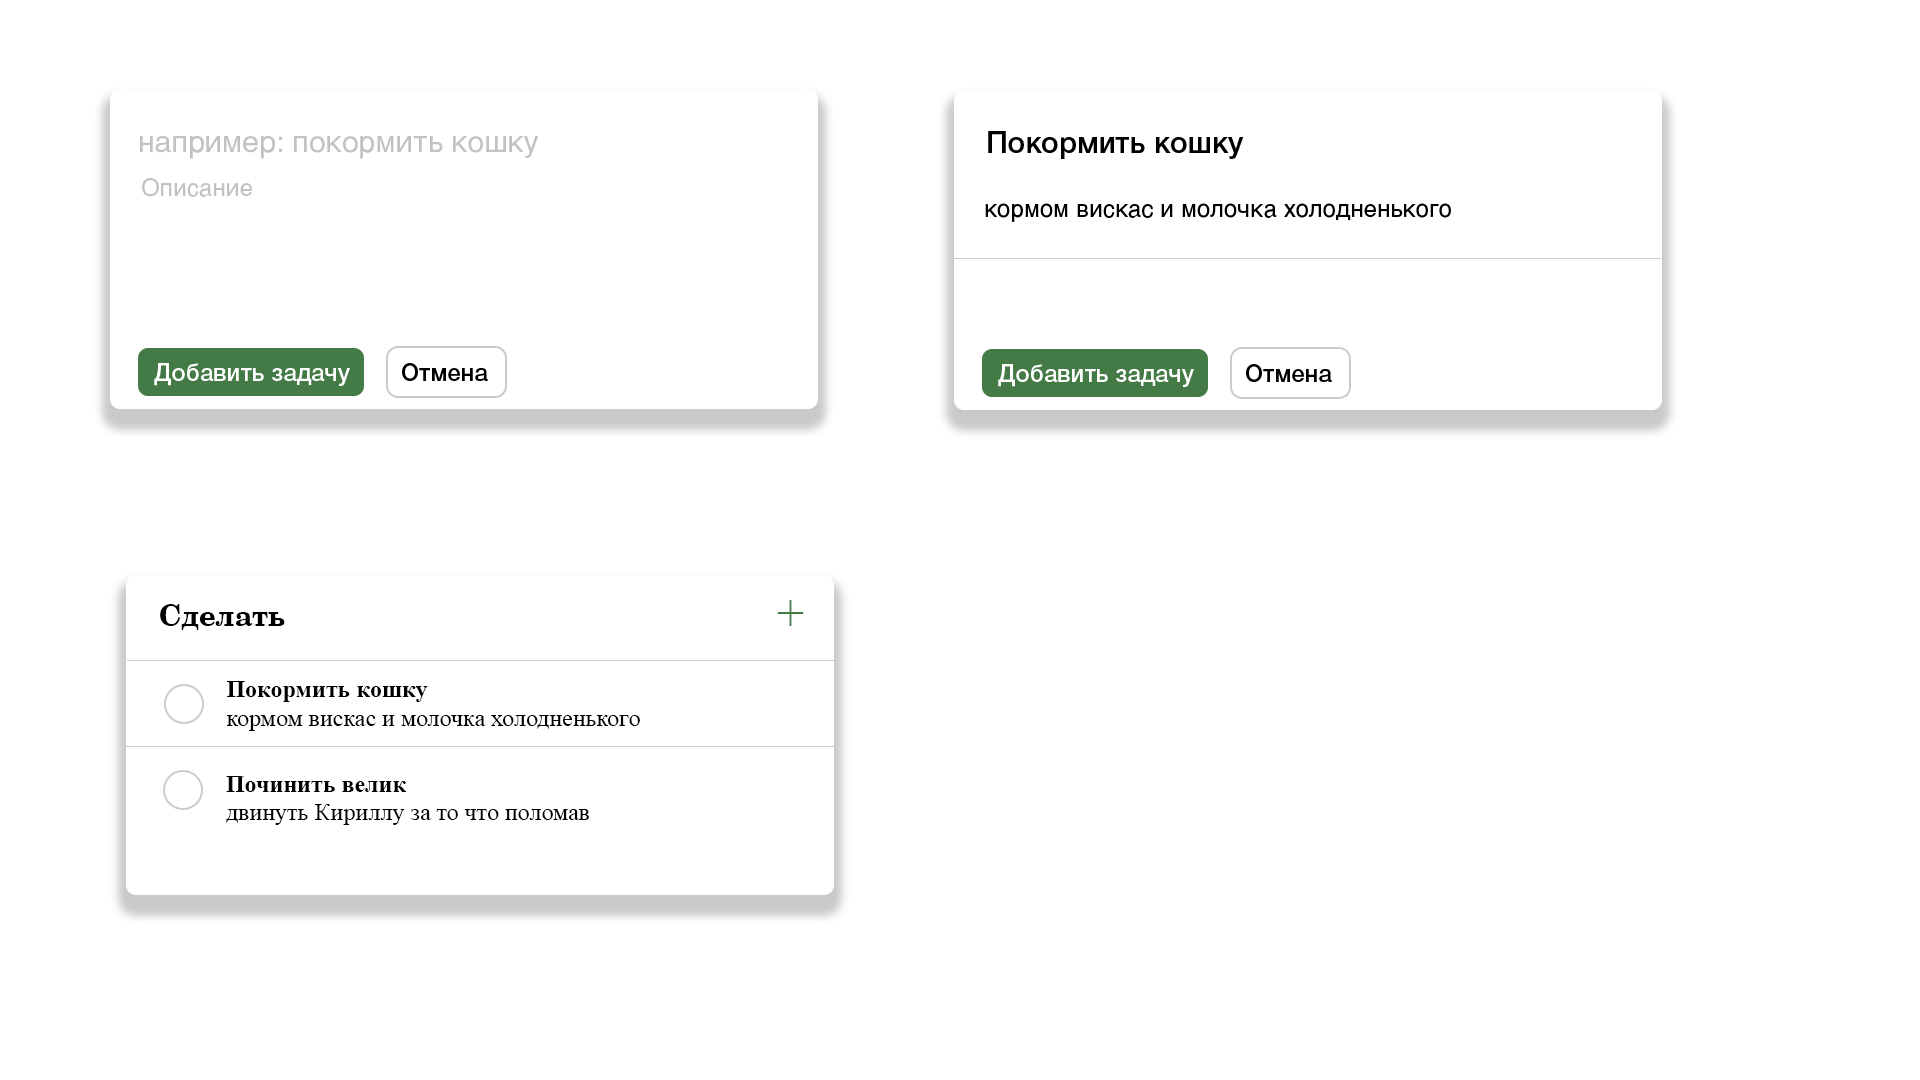 например: покормить кошку
Описание
Добавить задачу
Отмена
Покормить кошку
кормом вискас и молочка холодненького
Добавить задачу
Отмена
Сделать
Покормить кошку
кормом вискас и молочка холодненького
Починить велик
двинуть Кириллу за то что поломав